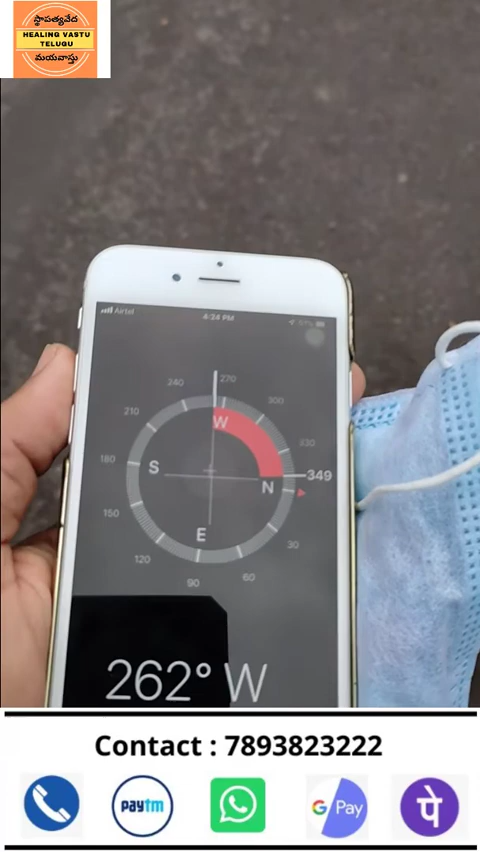 స్థాపత్యవేద
HEALING VASTU
TELUGU
మయవాస్తు
Airtel
4:24 PM
240
270
210
W
300
330
180
S
N
349
150
E
30
120
90
60
262° W
Contact : 7893823222
paytm
G Pay
पे